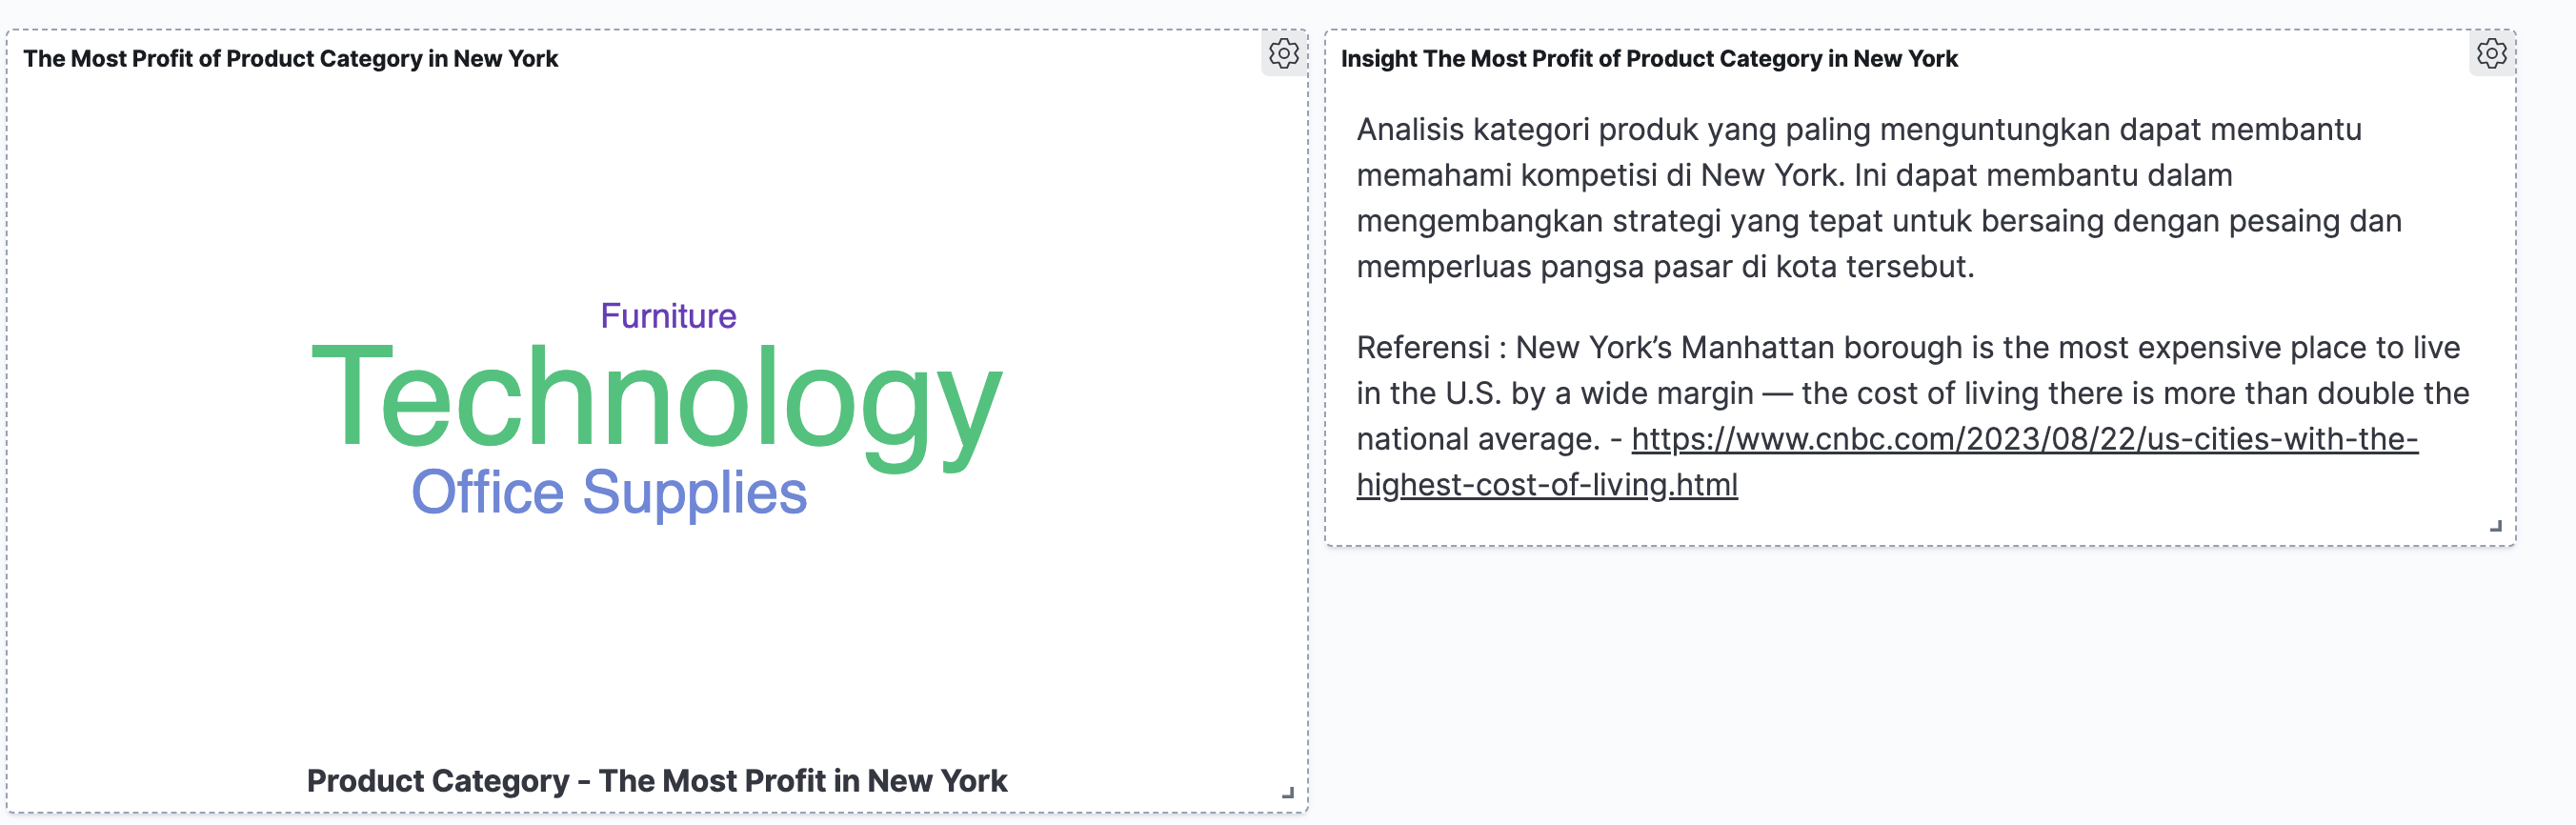 The Most Profit of Product Category in New York
Furniture
Technology
Office Supplies
Product Category - The Most Profit in New York
Insight The Most Profit of Product Category in New York
Analisis kategori produk yang paling menguntungkan dapat membantu
memahami kompetisi di New York. Ini dapat membantu dalam
mengembangkan strategi yang tepat untuk bersaing dengan pesaing dan
memperluas pangsa pasar di kota tersebut.
Referensi : New York’s Manhattan borough is the most expensive place to live
in the U.S. by a wide margin — the cost of living there is more than double the
national average. - https://www.cnbc.com/2023/08/22/us-cities-with-the-
highest-cost-of-living.html